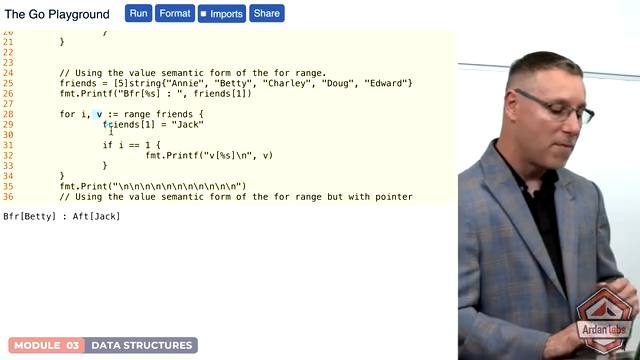 The Go Playground Run Format Imports Share
20 }
21 }
22
23
24 // Using the value semantic form of the for range.
25 friends = [5]string{"Annie", "Betty", "Charley", "Doug", "Edward"}
26 fmt.Printf("Bfr[%s] : ", friends[1])
27
28 for i, v := range friends {
29 friends[1] = "Jack"
30
31 if i == 1 {
32 fmt.Printf("v[%s]\n", v)
33 }
34 }
35 fmt.Print("\n\n\n\n\n\n\n\n\n\n\n")
36 // Using the value semantic form of the for range but with pointer
Bfr[Betty] : Aft[Jack]
MODULE 03 DATA STRUCTURES
Ardan labs